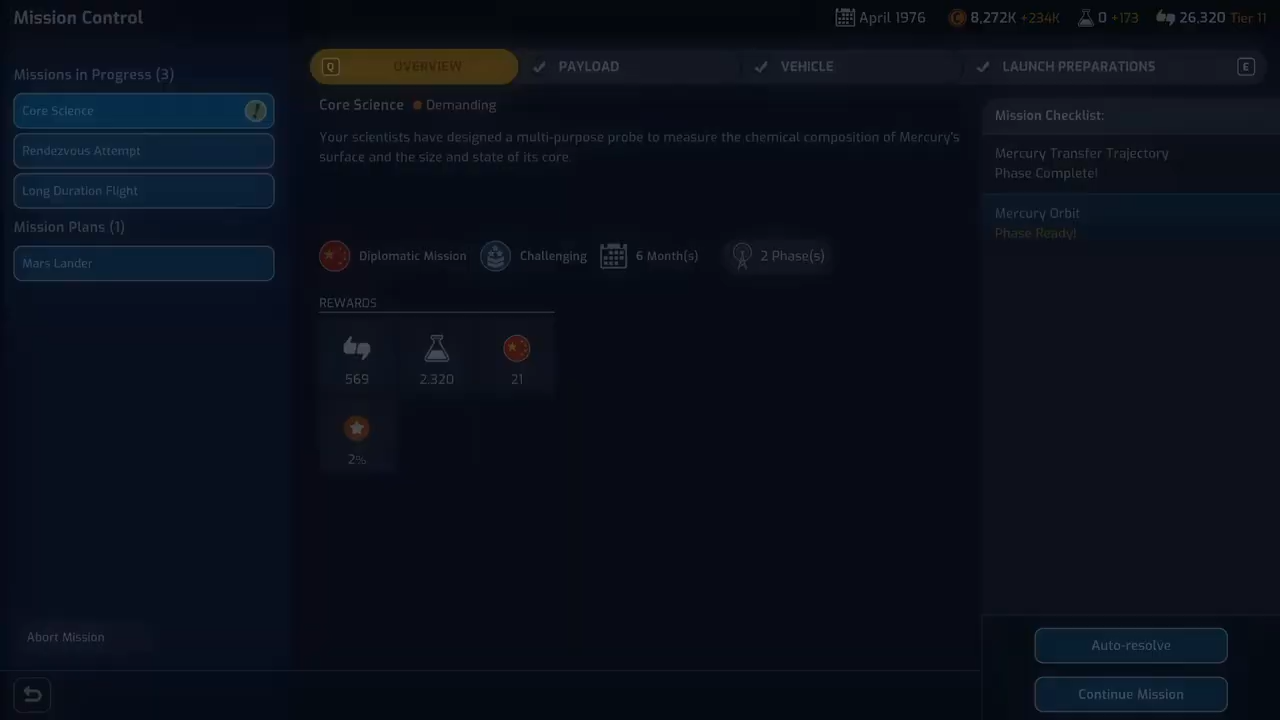 Mission Control
April 1976
8,272K +234K
0 +173
26,320 Tier 11
Missions in Progress (3)
Core Science
Rendezvous Attempt
Long Duration Flight
Mission Plans (1)
Mars Lander
Abort Mission
Q OVERVIEW
PAYLOAD
VEHICLE
LAUNCH PREPARATIONS E
Core Science Demanding
Your scientists have designed a multi-purpose probe to measure the chemical composition of Mercury's
surface and the size and state of its core.
Diplomatic Mission
Challenging
6 Month(s)
2 Phase(s)
REWARDS
569
2,320
21
2%
Mission Checklist:
Mercury Transfer Trajectory
Phase Complete!
Mercury Orbit
Phase Ready!
Auto-resolve
Continue Mission